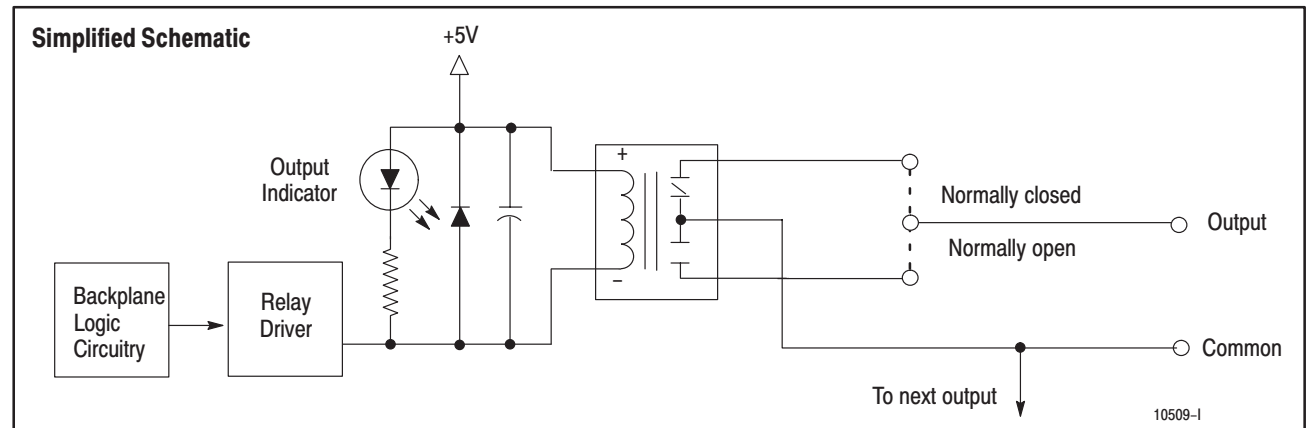 Simplified Schematic
+5V
Output
Indicator
+
Normally closed
Output
Normally open
–
Backplane
Logic
Circuitry
Relay
Driver
Common
To next output
10509–I